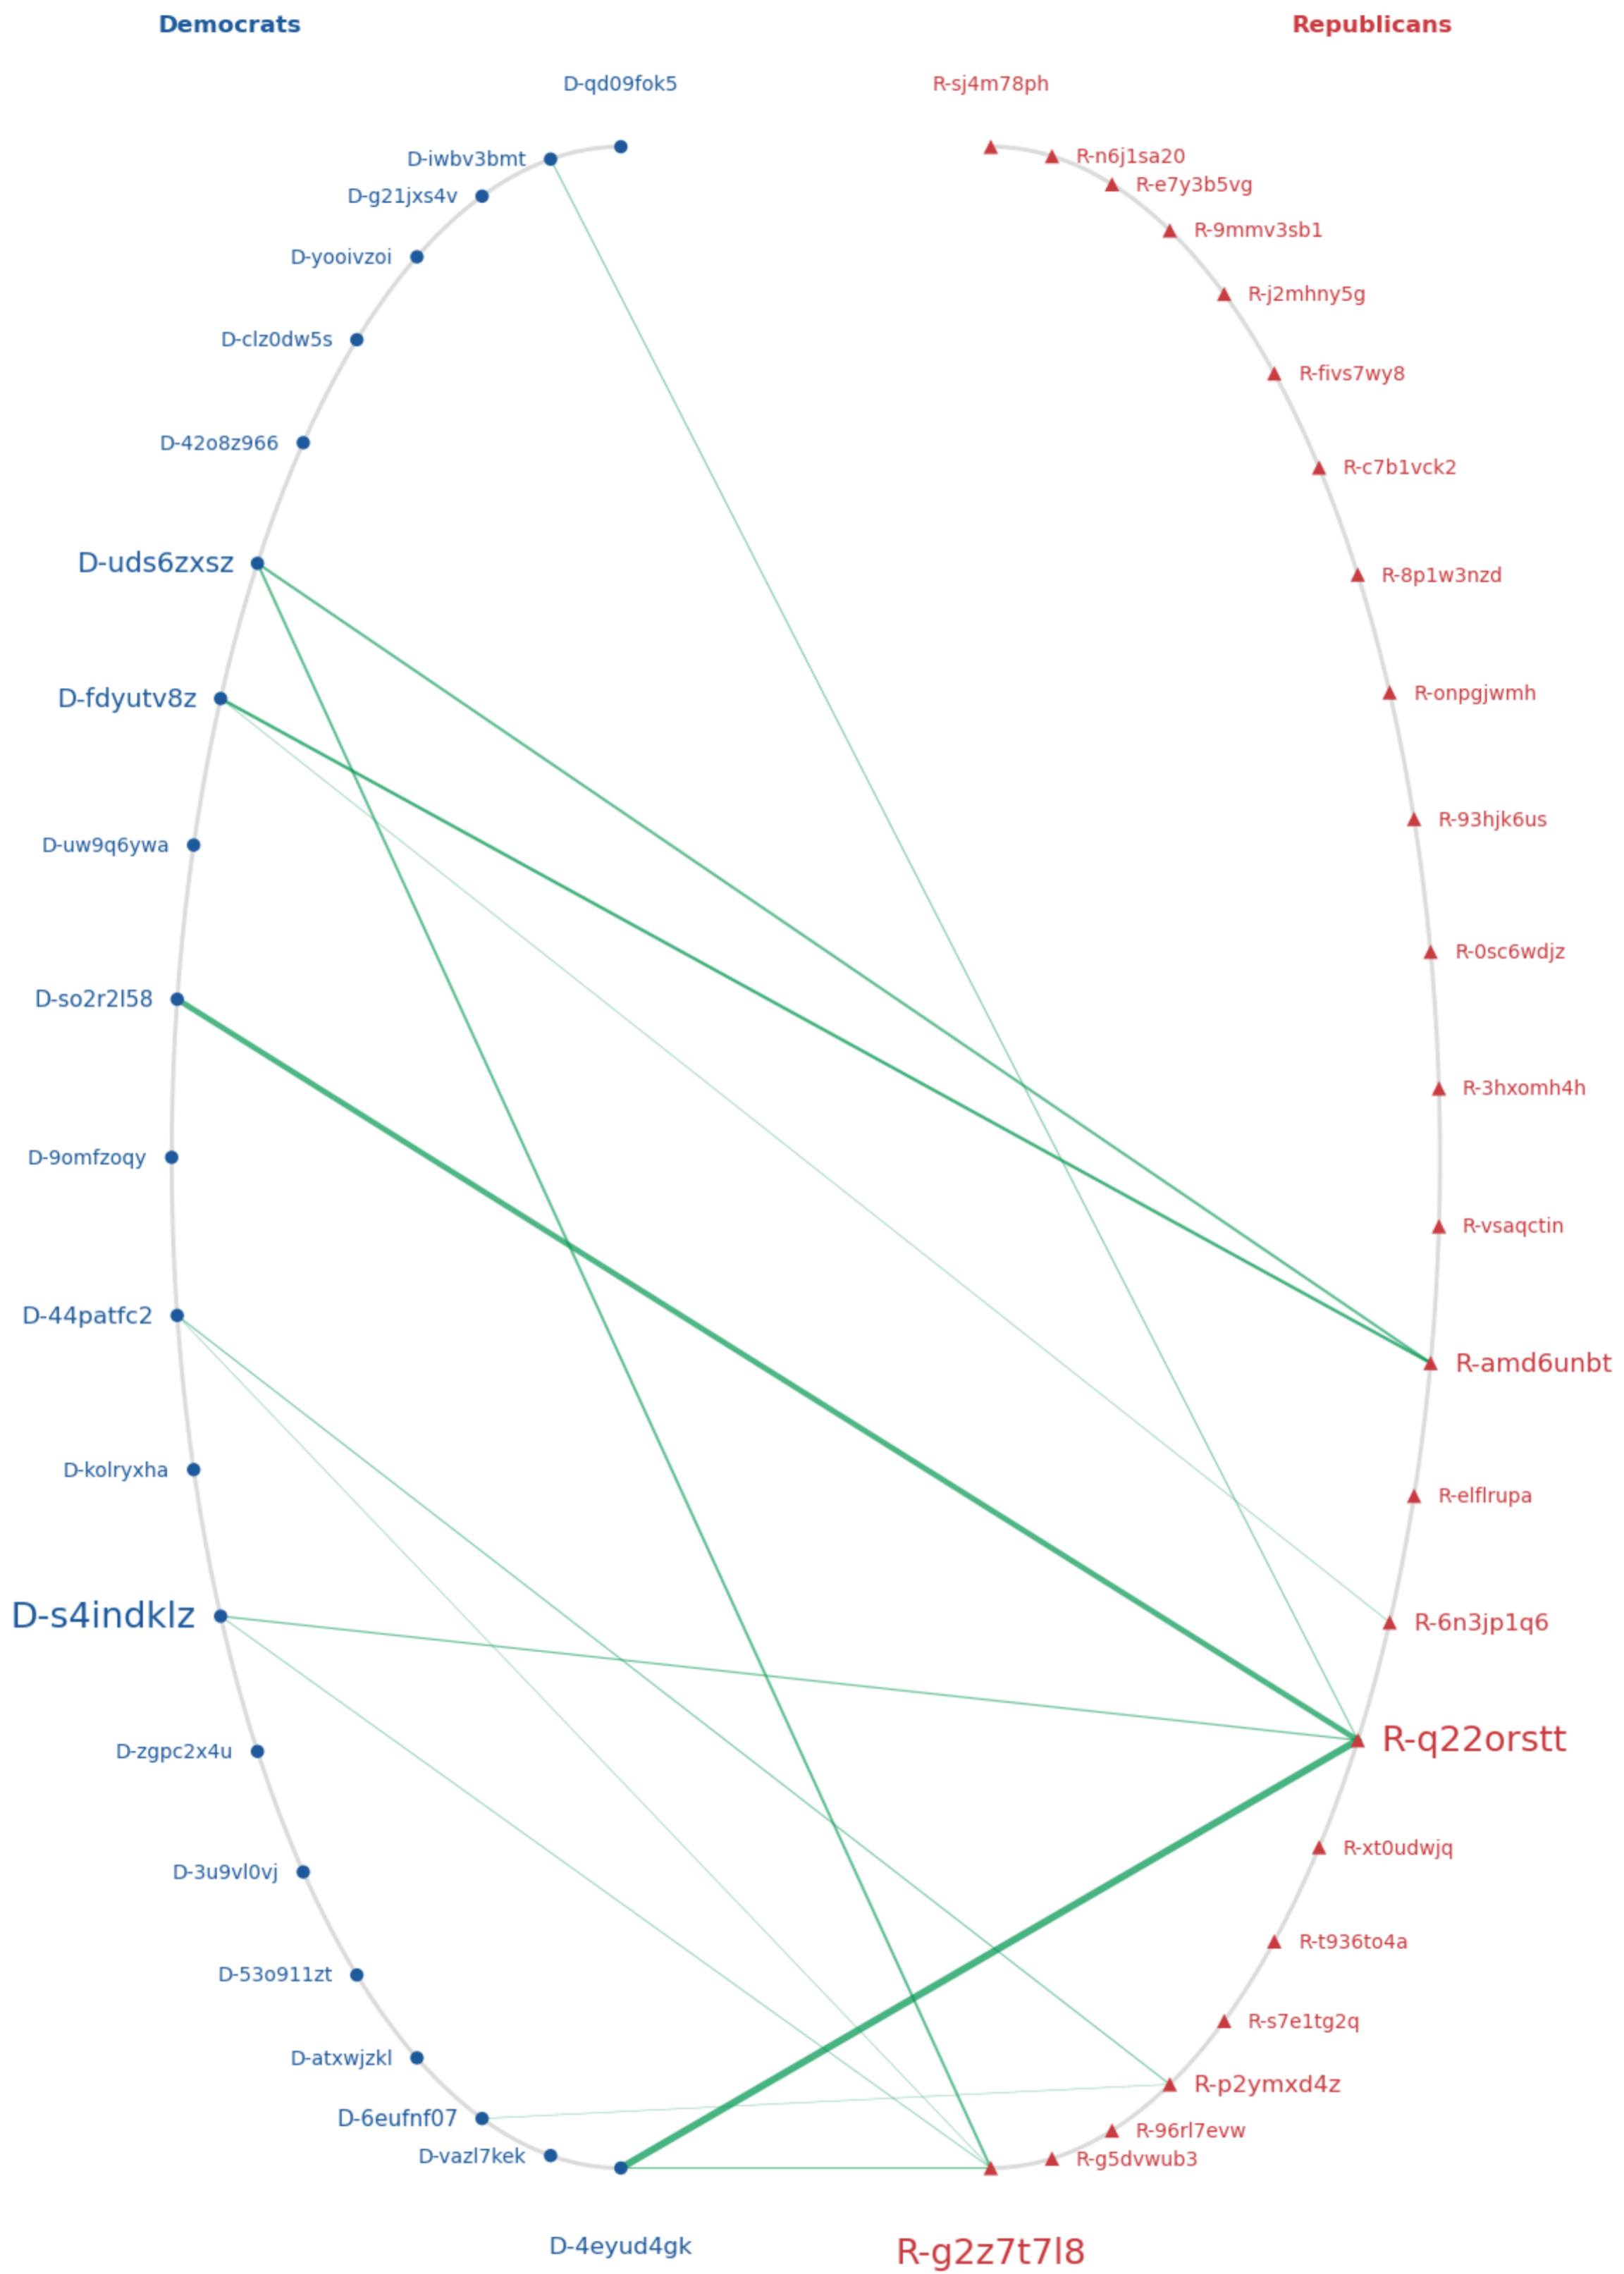 Democrats
Republicans
D-qd09fok5
R-sj4m78ph
D-iwbv3bmt
D-g21jxs4v
D-yooivzoi
D-clz0dw5s
D-42o8z966
D-uds6zxsz
D-fdyutv8z
D-uw9q6ywa
D-so2r2l58
D-9omfzoqy
D-44patfc2
D-kolryxha
D-s4indklz
D-zgpc2x4u
D-3u9vl0vj
D-53o911zt
D-atxwjzkl
D-6eufnf07
D-vazl7kek
D-4eyud4gk
R-n6j1sa20
R-e7y3b5vg
R-9mmv3sb1
R-j2mhny5g
R-fivs7wy8
R-c7b1vck2
R-8p1w3nzd
R-onpgjwmh
R-93hjk6us
R-0sc6wdjz
R-3hxomh4h
R-vsaqctin
R-amd6unbt
R-elflrupa
R-6n3jp1q6
R-q22orstt
R-xt0udwjq
R-t936to4a
R-s7e1tg2q
R-p2ymxd4z
R-96rl7evw
R-g5dvwub3
R-g2z7t7l8